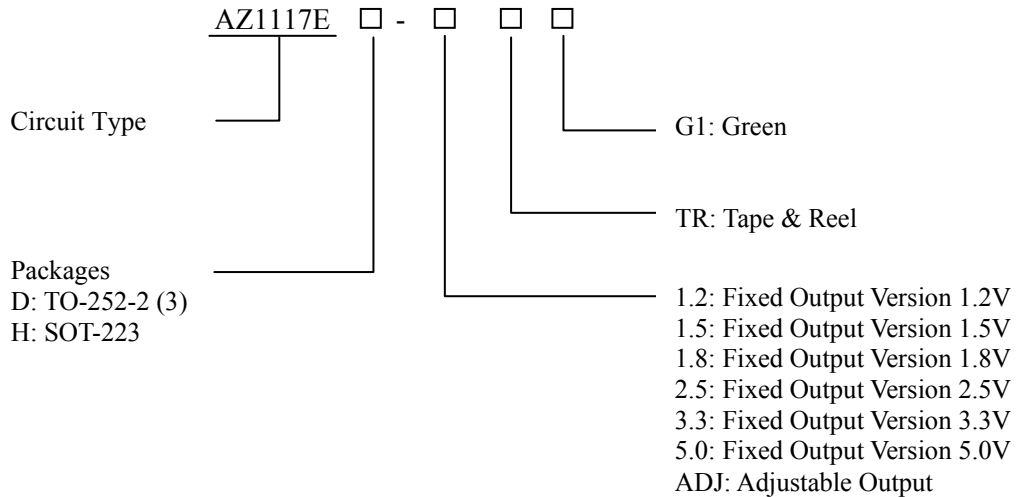 AZ1117E □ - □ □ □
Circuit Type
G1: Green
TR: Tape & Reel
Packages
D: TO-252-2 (3)
H: SOT-223
1.2: Fixed Output Version 1.2V
1.5: Fixed Output Version 1.5V
1.8: Fixed Output Version 1.8V
2.5: Fixed Output Version 2.5V
3.3: Fixed Output Version 3.3V
5.0: Fixed Output Version 5.0V
ADJ: Adjustable Output